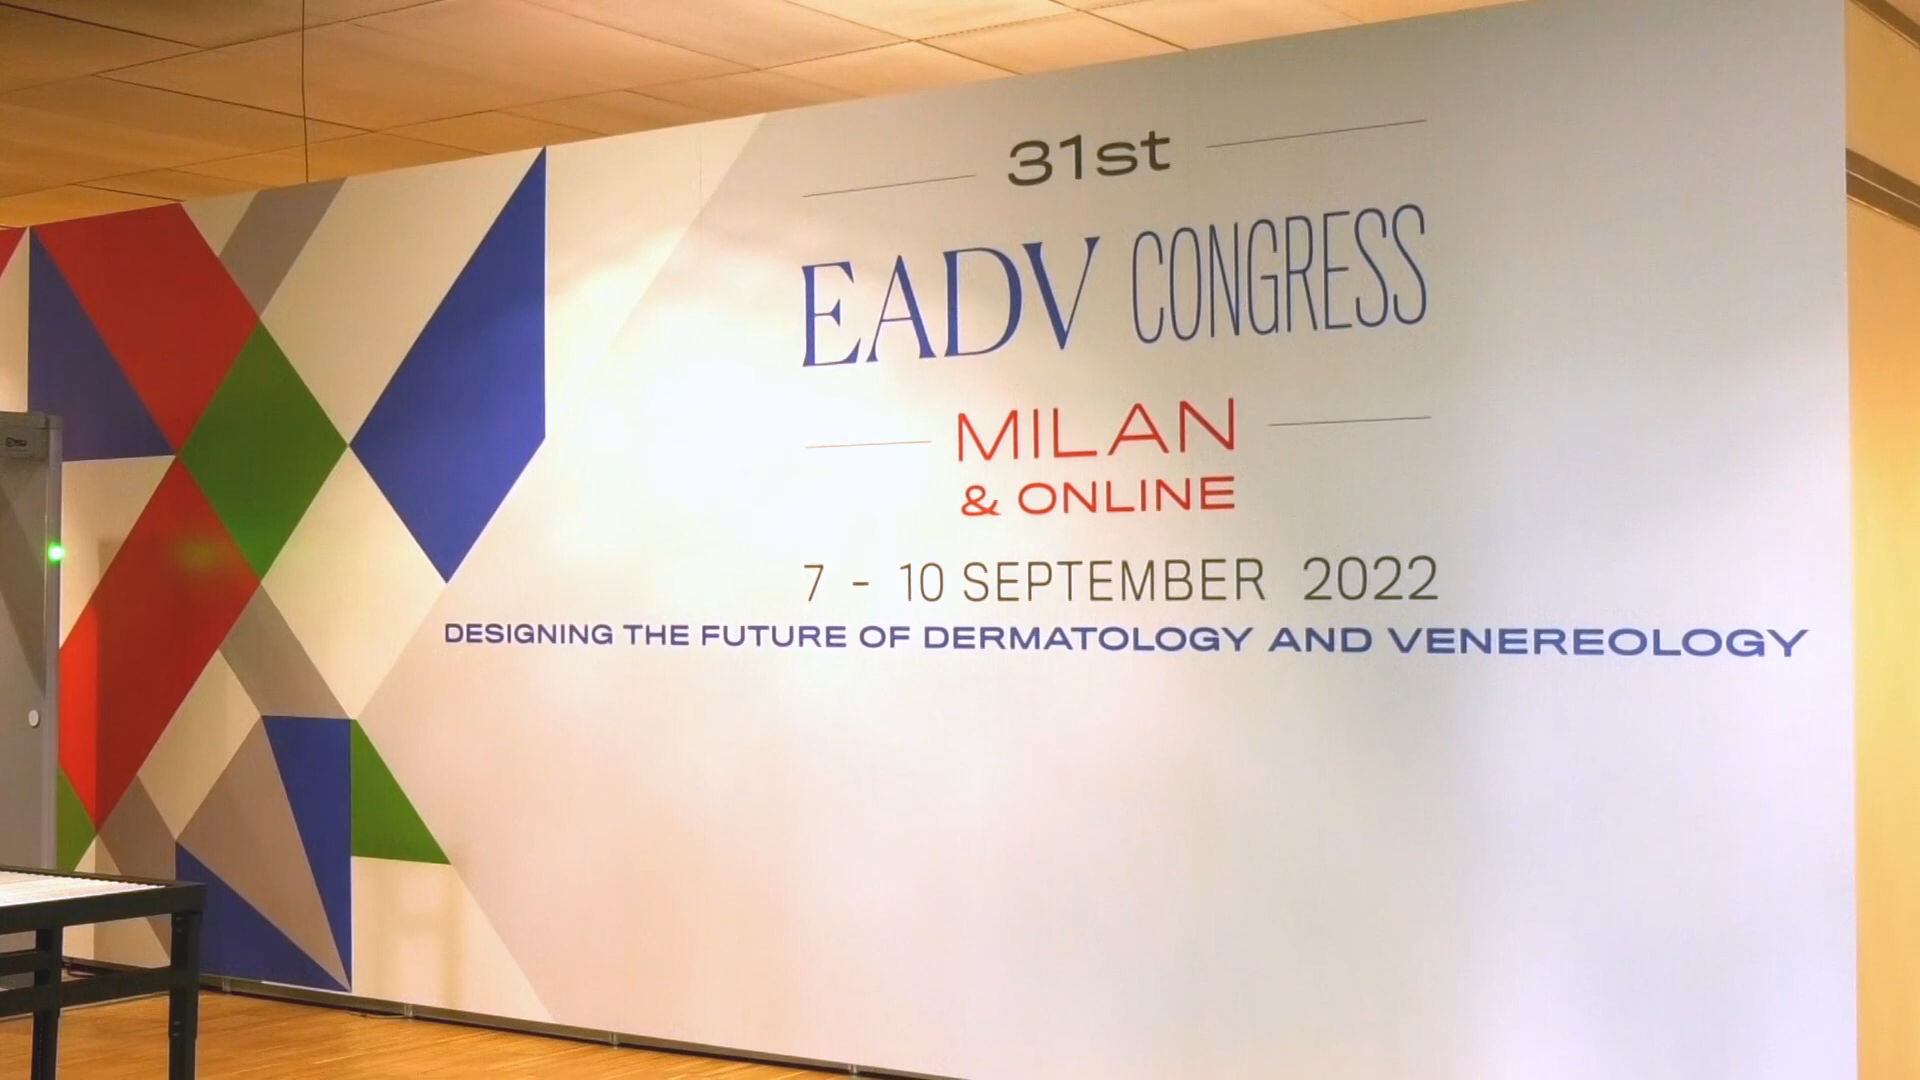 31st
EADV CONGRESS
MILAN
& ONLINE
7 - 10 SEPTEMBER 2022
DESIGNING THE FUTURE OF DERMATOLOGY AND VENEREOLOGY